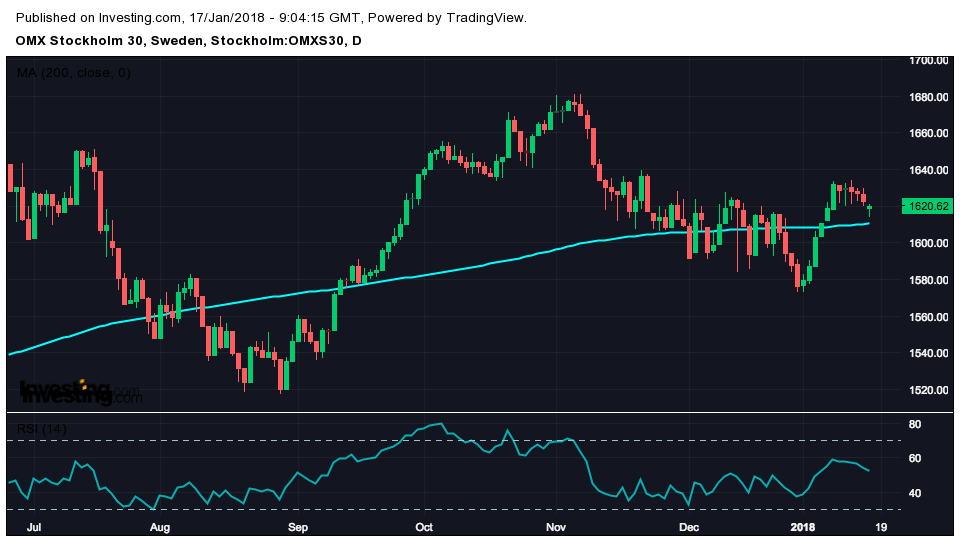 Published on Investing.com, 17/Jan/2018 - 9:04:15 GMT, Powered by TradingView.
OMX Stockholm 30, Sweden, Stockholm:OMXS30, D
MA (200, close, 0)
1700.00
1680.00
1660.00
1640.00
1620.62
1600.00
1580.00
1560.00
1540.00
1520.00
Investing.com
Investing.com
RSI (14)
80
60
40
Jul Aug Sep Oct Nov Dec 2018 19